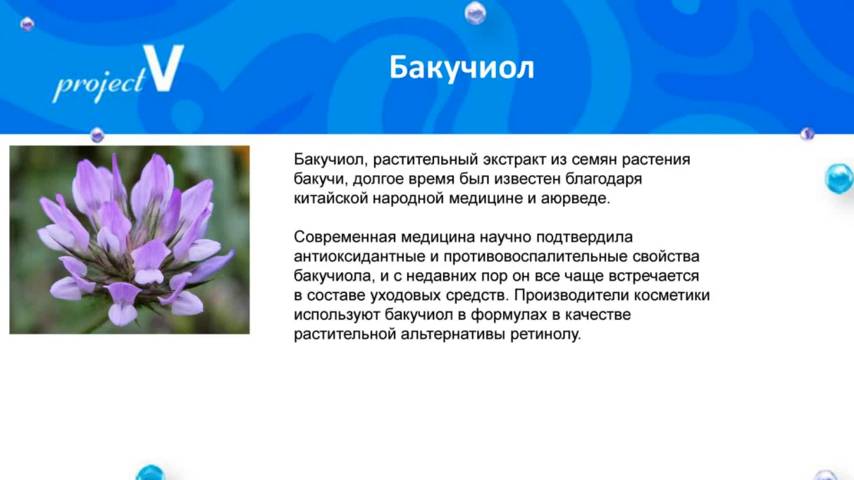 project V
Бакучиол
Бакучиол, растительный экстракт из семян растения
бакучи, долгое время был известен благодаря
китайской народной медицине и аюрведе.
Современная медицина научно подтвердила
антиоксидантные и противовоспалительные свойства
бакучиола, и с недавних пор он все чаще встречается
в составе уходовых средств. Производители косметики
используют бакучиол в формулах в качестве
растительной альтернативы ретинолу.